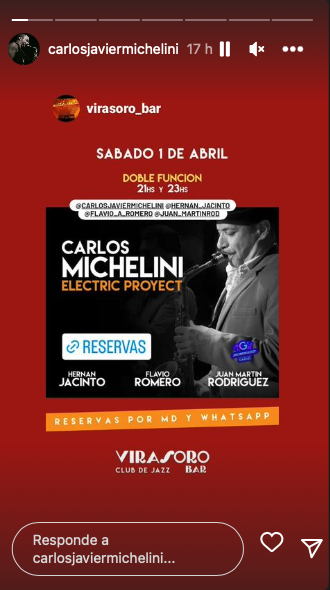 carlosjaviermichelini 17 h
virasoro_bar
SABADO 1 DE ABRIL
DOBLE FUNCION
21HS Y 23HS
@CARLOSJAVIERMICHELINI @HERNAN_JACINTO
@FLAVIO_A_ROMERO @JUAN_MARTINROD
CARLOS
MICHELINI
ELECTRIC PROYECT
RESERVAS
HERNAN
JACINTO
FLAVIO
ROMERO
JUAN MARTIN
RODRIGUEZ
RESERVAS POR MD Y WHATSAPP
VIRASORO
CLUB DE JAZZ BAR
Responde a
carlosjaviermichelini...